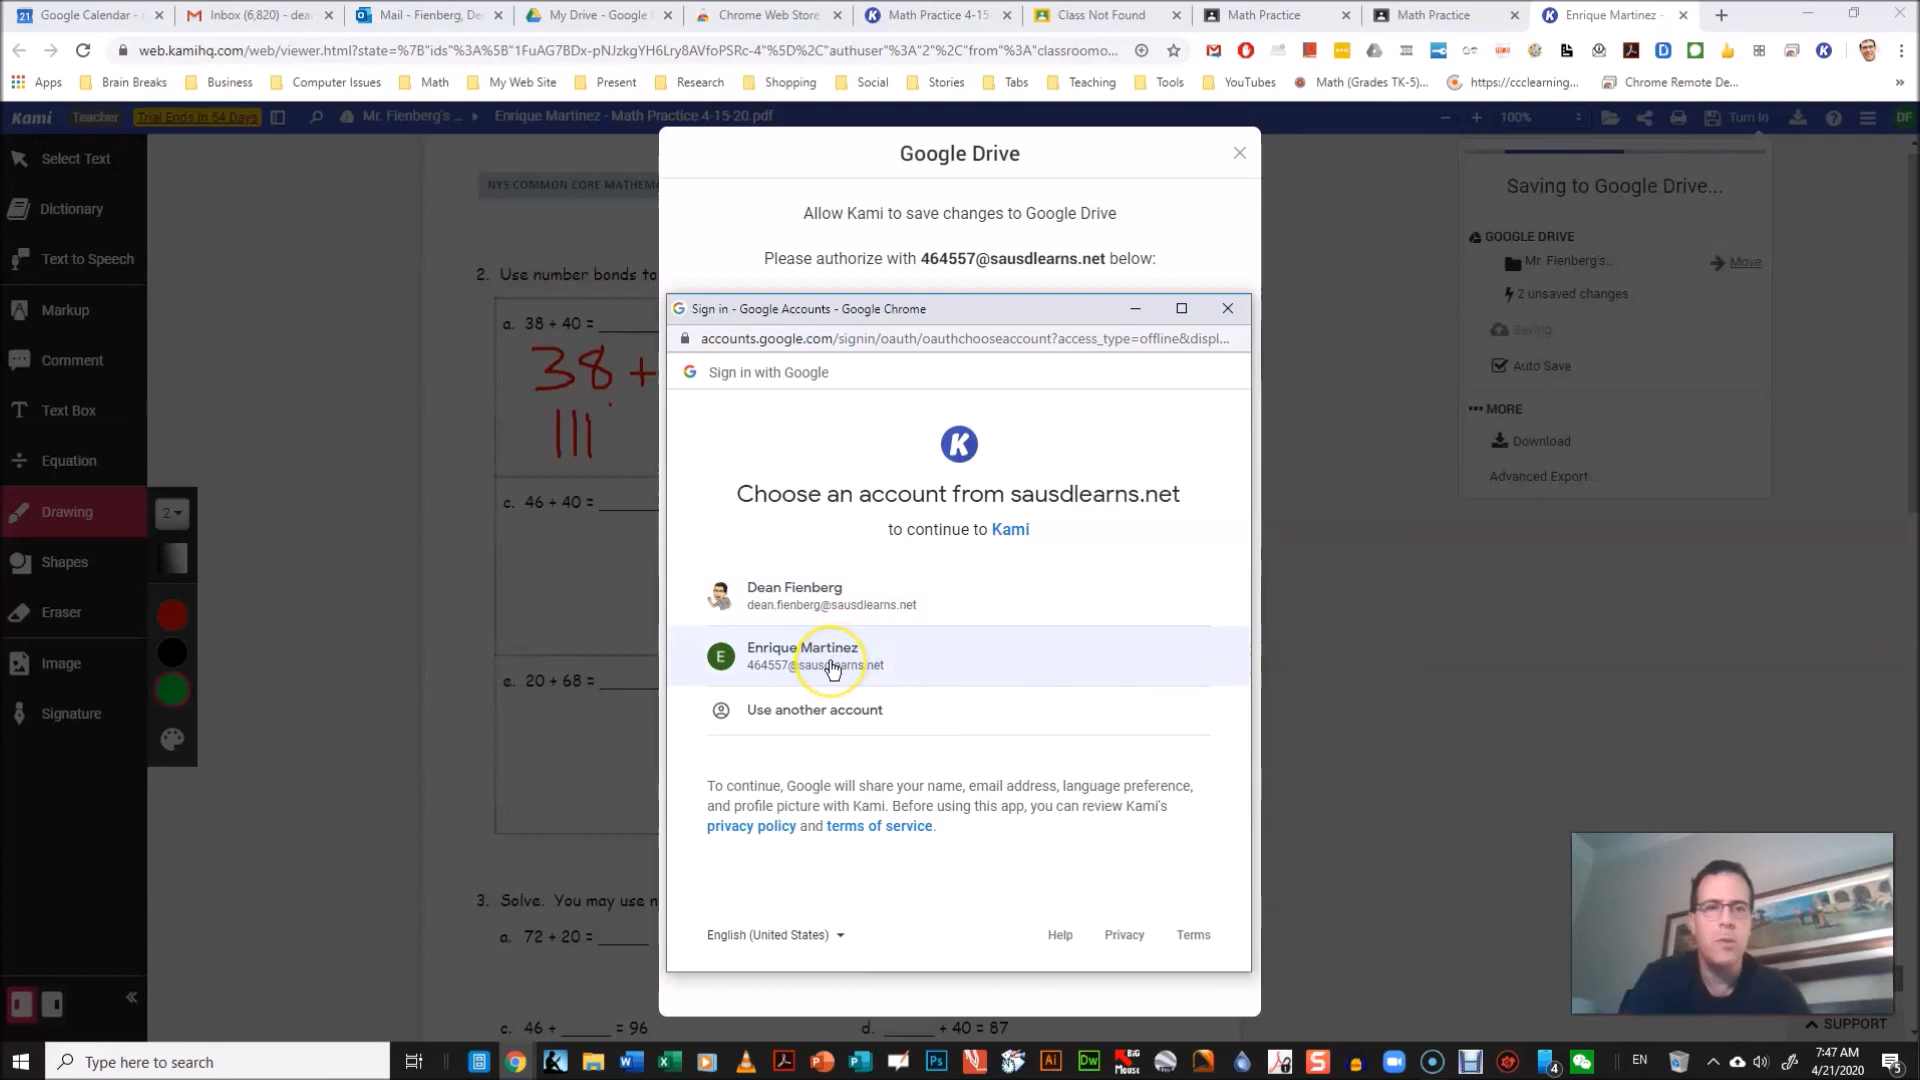 Google Calendar -
Inbox (6,820) - dea
Mail - Fienberg, De
My Drive - Google
Chrome Web Store
Math Practice 4-15
Class Not Found
Math Practice
Math Practice
Enrique Martinez -
web.kamihq.com/web/viewer.html?state=%7B"ids"%3A%5B"1FuAG7BDx-pNJzkgYH6Lry8AVfoPSRc-4"%5D%2C"authuser"%3A"2"%2C"from"%3A"classroomo...
Apps
Brain Breaks
Business
Computer Issues
Math
My Web Site
Present
Research
Shopping
Social
Stories
Tabs
Teaching
Tools
YouTubes
Math (Grades TK-5)...
https://ccclearning...
Chrome Remote De...
»
Kami
Teacher
Trial Ends in 54 Days
Mr. Fienberg's ...
Enrique Martinez - Math Practice 4-15-20.pdf
100%
Turn In
DF
Select Text
Dictionary
Text to Speech
Markup
Comment
Text Box
Equation
Drawing
Shapes
Eraser
Image
Signature
2
NYS COMMON CORE MATHEMA
2. Use number bonds to
a. 38 + 40 = ______
38 +
c. 46 + 40 = ______
e. 20 + 68 = ______
3. Solve. You may use n
a. 72 + 20 = ______
c. 46 + ______ = 96
d. ______ + 40 = 87
Google Drive
Allow Kami to save changes to Google Drive
Please authorize with 464557@sausdlearns.net below:
Sign in - Google Accounts - Google Chrome
accounts.google.com/signin/oauth/oauthchooseaccount?access_type=offline&displ...
Sign in with Google
K
Choose an account from sausdlearns.net
to continue to Kami
Dean Fienberg
dean.fienberg@sausdlearns.net
E
Enrique Martinez
464557@sausdlearns.net
Use another account
To continue, Google will share your name, email address, language preference,
and profile picture with Kami. Before using this app, you can review Kami's
privacy policy and terms of service.
English (United States)
Help
Privacy
Terms
Saving to Google Drive...
GOOGLE DRIVE
Mr. Fienberg's...
Move
2 unsaved changes
Saving
Auto Save
MORE
Download
Advanced Export
SUPPORT
Type here to search
EN
7:47 AM
4/21/2020